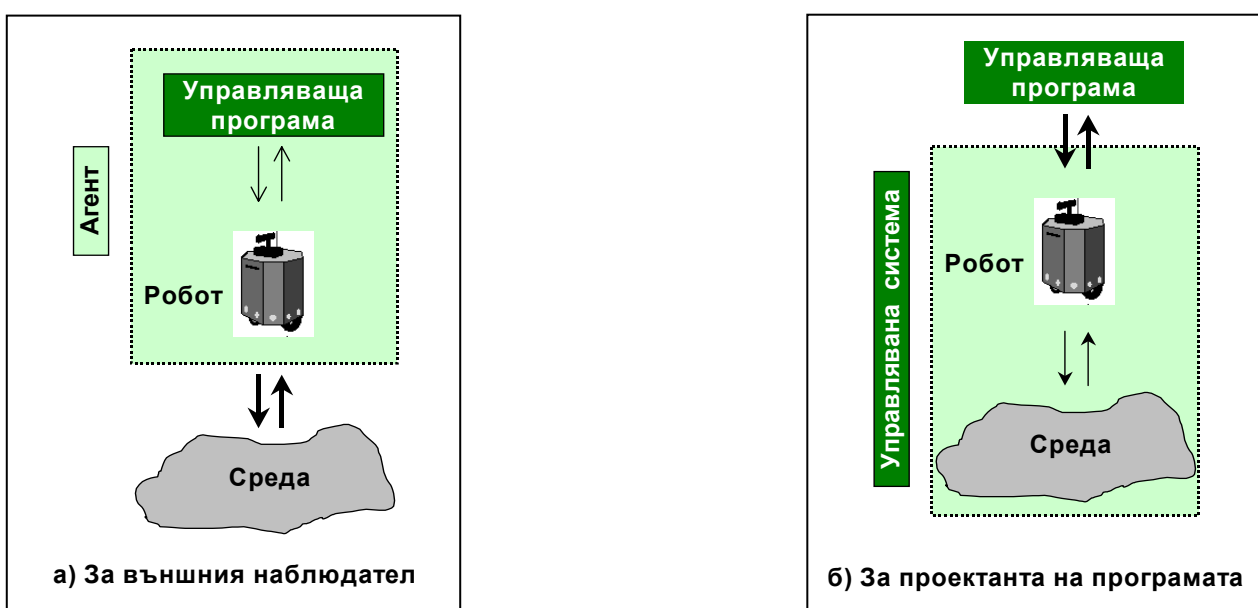 Управляваща
програма
Агент
Робот
Среда
а) За външния наблюдател
Управляваща
програма
Управлявана система
Робот
Среда
б) За проектанта на програмата